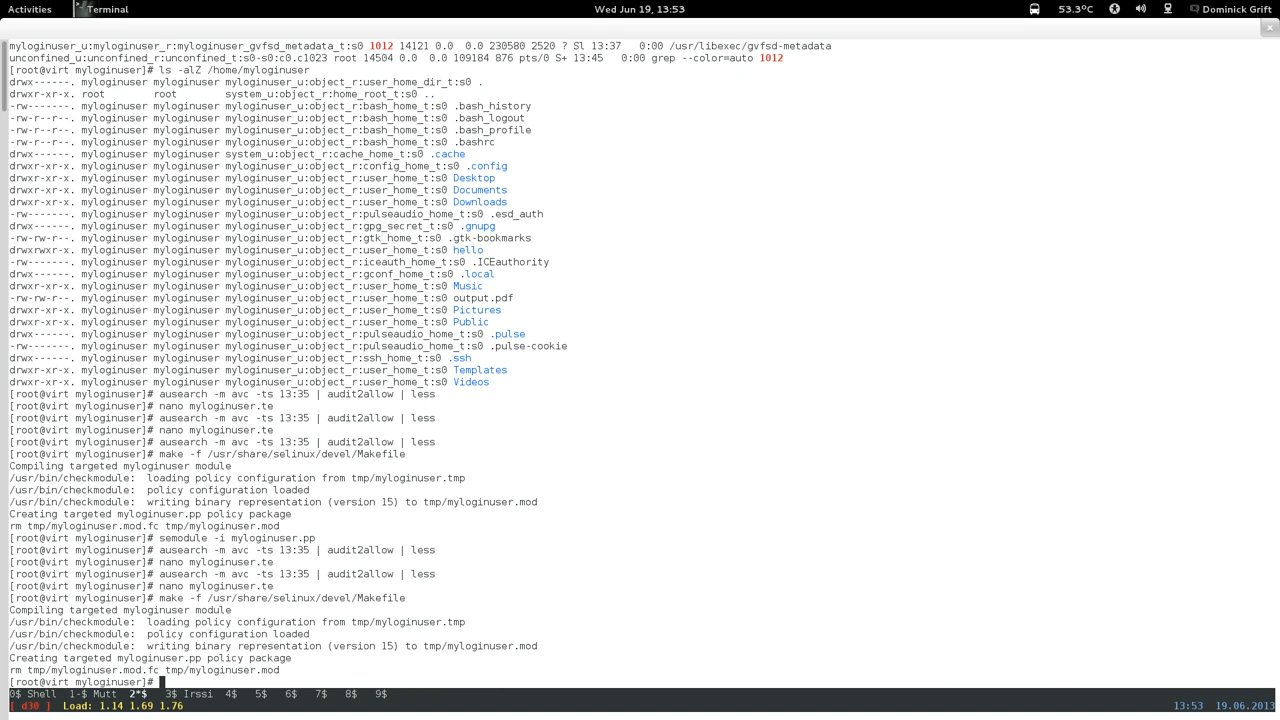 Activities Terminal Wed Jun 19, 13:53 53.3°C Dominick Grift
myloginuser_u:myloginuser_r:myloginuser_gvfsd_metadata_t:s0 1012 14121 0.0  0.0 230580 2520 ? Sl 13:37   0:00 /usr/libexec/gvfsd-metadata
unconfined_u:unconfined_r:unconfined_t:s0-s0:c0.c1023 root 14504 0.0  0.0 109184 876 pts/0 S+ 13:45   0:00 grep --color=auto 1012
[root@virt myloginuser]# ls -alZ /home/myloginuser
drwx------. myloginuser myloginuser myloginuser_u:object_r:user_home_dir_t:s0 .
drwxr-xr-x. root        root        system_u:object_r:home_root_t:s0 ..
-rw-------. myloginuser myloginuser myloginuser_u:object_r:bash_home_t:s0 .bash_history
-rw-r--r--. myloginuser myloginuser myloginuser_u:object_r:bash_home_t:s0 .bash_logout
-rw-r--r--. myloginuser myloginuser myloginuser_u:object_r:bash_home_t:s0 .bash_profile
-rw-r--r--. myloginuser myloginuser myloginuser_u:object_r:bash_home_t:s0 .bashrc
drwx------. myloginuser myloginuser system_u:object_r:cache_home_t:s0 .cache
drwxr-xr-x. myloginuser myloginuser myloginuser_u:object_r:config_home_t:s0 .config
drwxr-xr-x. myloginuser myloginuser myloginuser_u:object_r:user_home_t:s0 Desktop
drwxr-xr-x. myloginuser myloginuser myloginuser_u:object_r:user_home_t:s0 Documents
drwxr-xr-x. myloginuser myloginuser myloginuser_u:object_r:user_home_t:s0 Downloads
-rw-------. myloginuser myloginuser myloginuser_u:object_r:pulseaudio_home_t:s0 .esd_auth
drwx------. myloginuser myloginuser myloginuser_u:object_r:gpg_secret_t:s0 .gnupg
-rw-rw-r--. myloginuser myloginuser myloginuser_u:object_r:gtk_home_t:s0 .gtk-bookmarks
drwxrwxr-x. myloginuser myloginuser myloginuser_u:object_r:user_home_t:s0 hello
-rw-------. myloginuser myloginuser myloginuser_u:object_r:iceauth_home_t:s0 .ICEauthority
drwx------. myloginuser myloginuser myloginuser_u:object_r:gconf_home_t:s0 .local
drwxr-xr-x. myloginuser myloginuser myloginuser_u:object_r:user_home_t:s0 Music
-rw-rw-r--. myloginuser myloginuser myloginuser_u:object_r:user_home_t:s0 output.pdf
drwxr-xr-x. myloginuser myloginuser myloginuser_u:object_r:user_home_t:s0 Pictures
drwxr-xr-x. myloginuser myloginuser myloginuser_u:object_r:user_home_t:s0 Public
drwx------. myloginuser myloginuser myloginuser_u:object_r:pulseaudio_home_t:s0 .pulse
-rw-------. myloginuser myloginuser myloginuser_u:object_r:pulseaudio_home_t:s0 .pulse-cookie
drwx------. myloginuser myloginuser myloginuser_u:object_r:ssh_home_t:s0 .ssh
drwxr-xr-x. myloginuser myloginuser myloginuser_u:object_r:user_home_t:s0 Templates
drwxr-xr-x. myloginuser myloginuser myloginuser_u:object_r:user_home_t:s0 Videos
[root@virt myloginuser]# ausearch -m avc -ts 13:35 | audit2allow | less
[root@virt myloginuser]# nano myloginuser.te
[root@virt myloginuser]# ausearch -m avc -ts 13:35 | audit2allow | less
[root@virt myloginuser]# nano myloginuser.te
[root@virt myloginuser]# ausearch -m avc -ts 13:35 | audit2allow | less
[root@virt myloginuser]# make -f /usr/share/selinux/devel/Makefile
Compiling targeted myloginuser module
/usr/bin/checkmodule:  loading policy configuration from tmp/myloginuser.tmp
/usr/bin/checkmodule:  policy configuration loaded
/usr/bin/checkmodule:  writing binary representation (version 15) to tmp/myloginuser.mod
Creating targeted myloginuser.pp policy package
rm tmp/myloginuser.mod.fc tmp/myloginuser.mod
[root@virt myloginuser]# semodule -i myloginuser.pp
[root@virt myloginuser]# ausearch -m avc -ts 13:35 | audit2allow | less
[root@virt myloginuser]# nano myloginuser.te
[root@virt myloginuser]# ausearch -m avc -ts 13:35 | audit2allow | less
[root@virt myloginuser]# nano myloginuser.te
[root@virt myloginuser]# make -f /usr/share/selinux/devel/Makefile
Compiling targeted myloginuser module
/usr/bin/checkmodule:  loading policy configuration from tmp/myloginuser.tmp
/usr/bin/checkmodule:  policy configuration loaded
/usr/bin/checkmodule:  writing binary representation (version 15) to tmp/myloginuser.mod
Creating targeted myloginuser.pp policy package
rm tmp/myloginuser.mod.fc tmp/myloginuser.mod
[root@virt myloginuser]#
0$ Shell  1-$ Mutt  2*$  3$ Irssi  4$  5$  6$  7$  8$  9$
[ d30 ]  Load: 1.14 1.69 1.76 13:53  19.06.2013